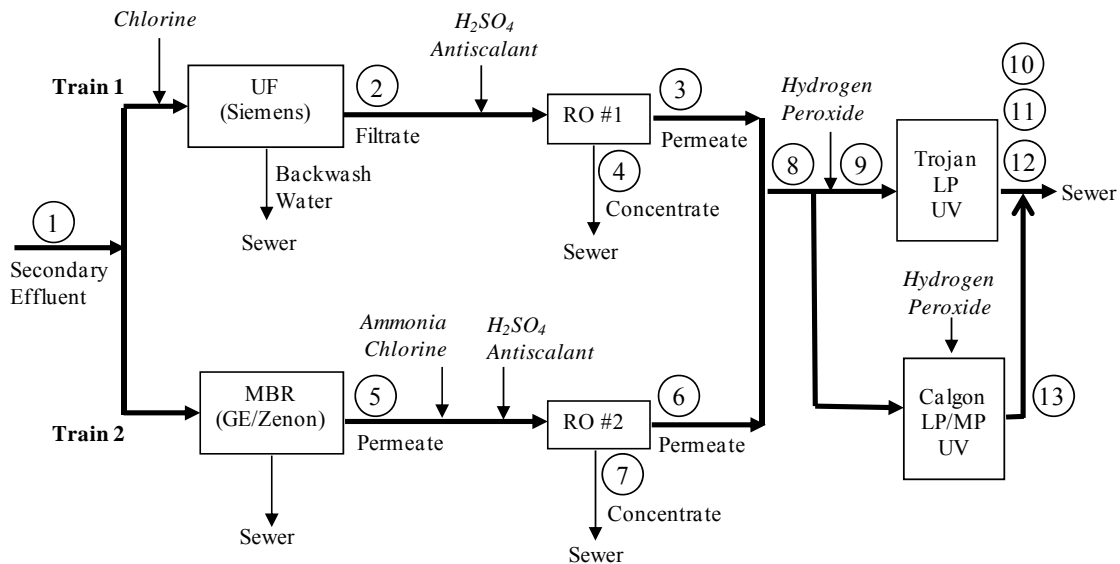 Chlorine
H2SO4
Antiscalant
Train 1
UF
(Siemens)
2
Filtrate
RO #1
3
Permeate
Hydrogen
Peroxide
10
11
12
Backwash
Water
Sewer
4
Concentrate
Sewer
8
9
Trojan
LP
UV
Sewer
1
Secondary
Effluent
Ammonia
Chlorine
H2SO4
Antiscalant
Hydrogen
Peroxide
Train 2
MBR
(GE/Zenon)
5
Permeate
RO #2
6
Permeate
Calgon
LP/MP
UV
13
Sewer
7
Concentrate
Sewer